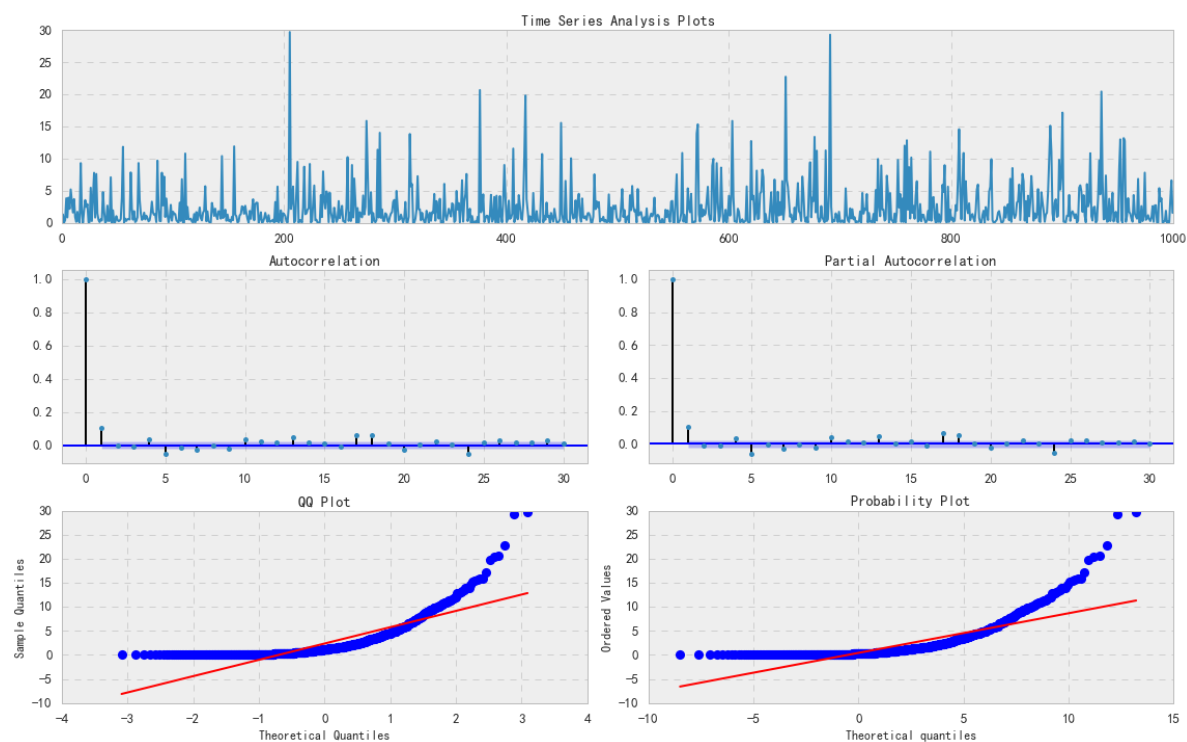 Time Series Analysis Plots
30
25
20
15
10
5
0
0 200 400 600 800 1000
Autocorrelation
1.0
0.8
0.6
0.4
0.2
0.0
0 5 10 15 20 25 30
Partial Autocorrelation
1.0
0.8
0.6
0.4
0.2
0.0
0 5 10 15 20 25 30
QQ Plot
Sample Quantiles
30
25
20
15
10
5
0
−5
−10
−4 −3 −2 −1 0 1 2 3 4
Theoretical Quantiles
Probability Plot
Ordered Values
30
25
20
15
10
5
0
−5
−10
−10 −5 0 5 10 15
Theoretical quantiles